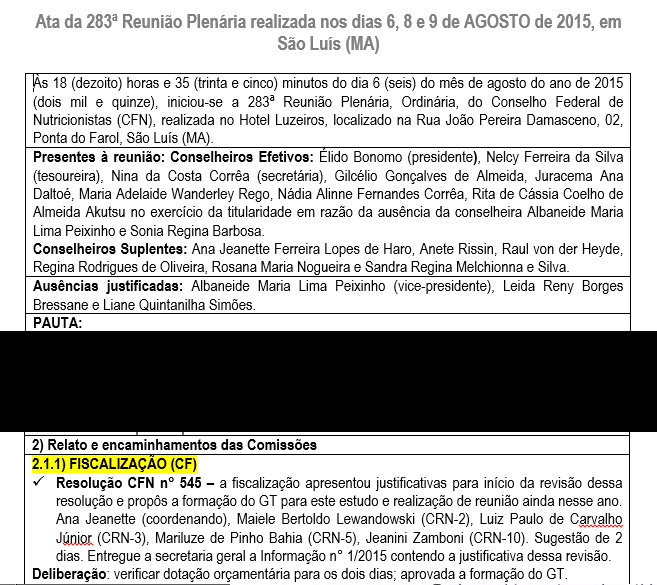 Ata da 283ª Reunião Plenária realizada nos dias 6, 8 e 9 de AGOSTO de 2015, em
São Luís (MA)
Às 18 (dezoito) horas e 35 (trinta e cinco) minutos do dia 6 (seis) do mês de agosto do ano de 2015
(dois mil e quinze), iniciou-se a 283ª Reunião Plenária, Ordinária, do Conselho Federal de
Nutricionistas (CFN), realizada no Hotel Luzeiros, localizado na Rua João Pereira Damasceno, 02,
Ponta do Farol, São Luís (MA).
Presentes à reunião: Conselheiros Efetivos: Élido Bonomo (presidente), Nelcy Ferreira da Silva
(tesoureira), Nina da Costa Corrêa (secretária), Gilcélio Gonçalves de Almeida, Juracema Ana
Daltoé, Maria Adelaide Wanderley Rego, Nádia Alinne Fernandes Corrêa, Rita de Cássia Coelho de
Almeida Akutsu no exercício da titularidade em razão da ausência da conselheira Albaneide Maria
Lima Peixinho e Sonia Regina Barbosa.
Conselheiros Suplentes: Ana Jeanette Ferreira Lopes de Haro, Anete Rissin, Raul von der Heyde,
Regina Rodrigues de Oliveira, Rosana Maria Nogueira e Sandra Regina Melchionna e Silva.
Ausências justificadas: Albaneide Maria Lima Peixinho (vice-presidente), Leida Reny Borges
Bressane e Liane Quintanilha Simões.
PAUTA:
2) Relato e encaminhamentos das Comissões
2.1.1) FISCALIZAÇÃO (CF)
✓ Resolução CFN n° 545 – a fiscalização apresentou justificativas para início da revisão dessa
resolução e propôs a formação do GT para este estudo e realização de reunião ainda nesse ano.
Ana Jeanette (coordenando), Maiele Bertoldo Lewandowski (CRN-2), Luiz Paulo de Carvalho
Júnior (CRN-3), Mariluze de Pinho Bahia (CRN-5), Jeanini Zamboni (CRN-10). Sugestão de 2
dias. Entregue a secretaria geral a Informação n° 1/2015 contendo a justificativa dessa revisão.
Deliberação: verificar dotação orçamentária para os dois dias; aprovada a formação do GT.